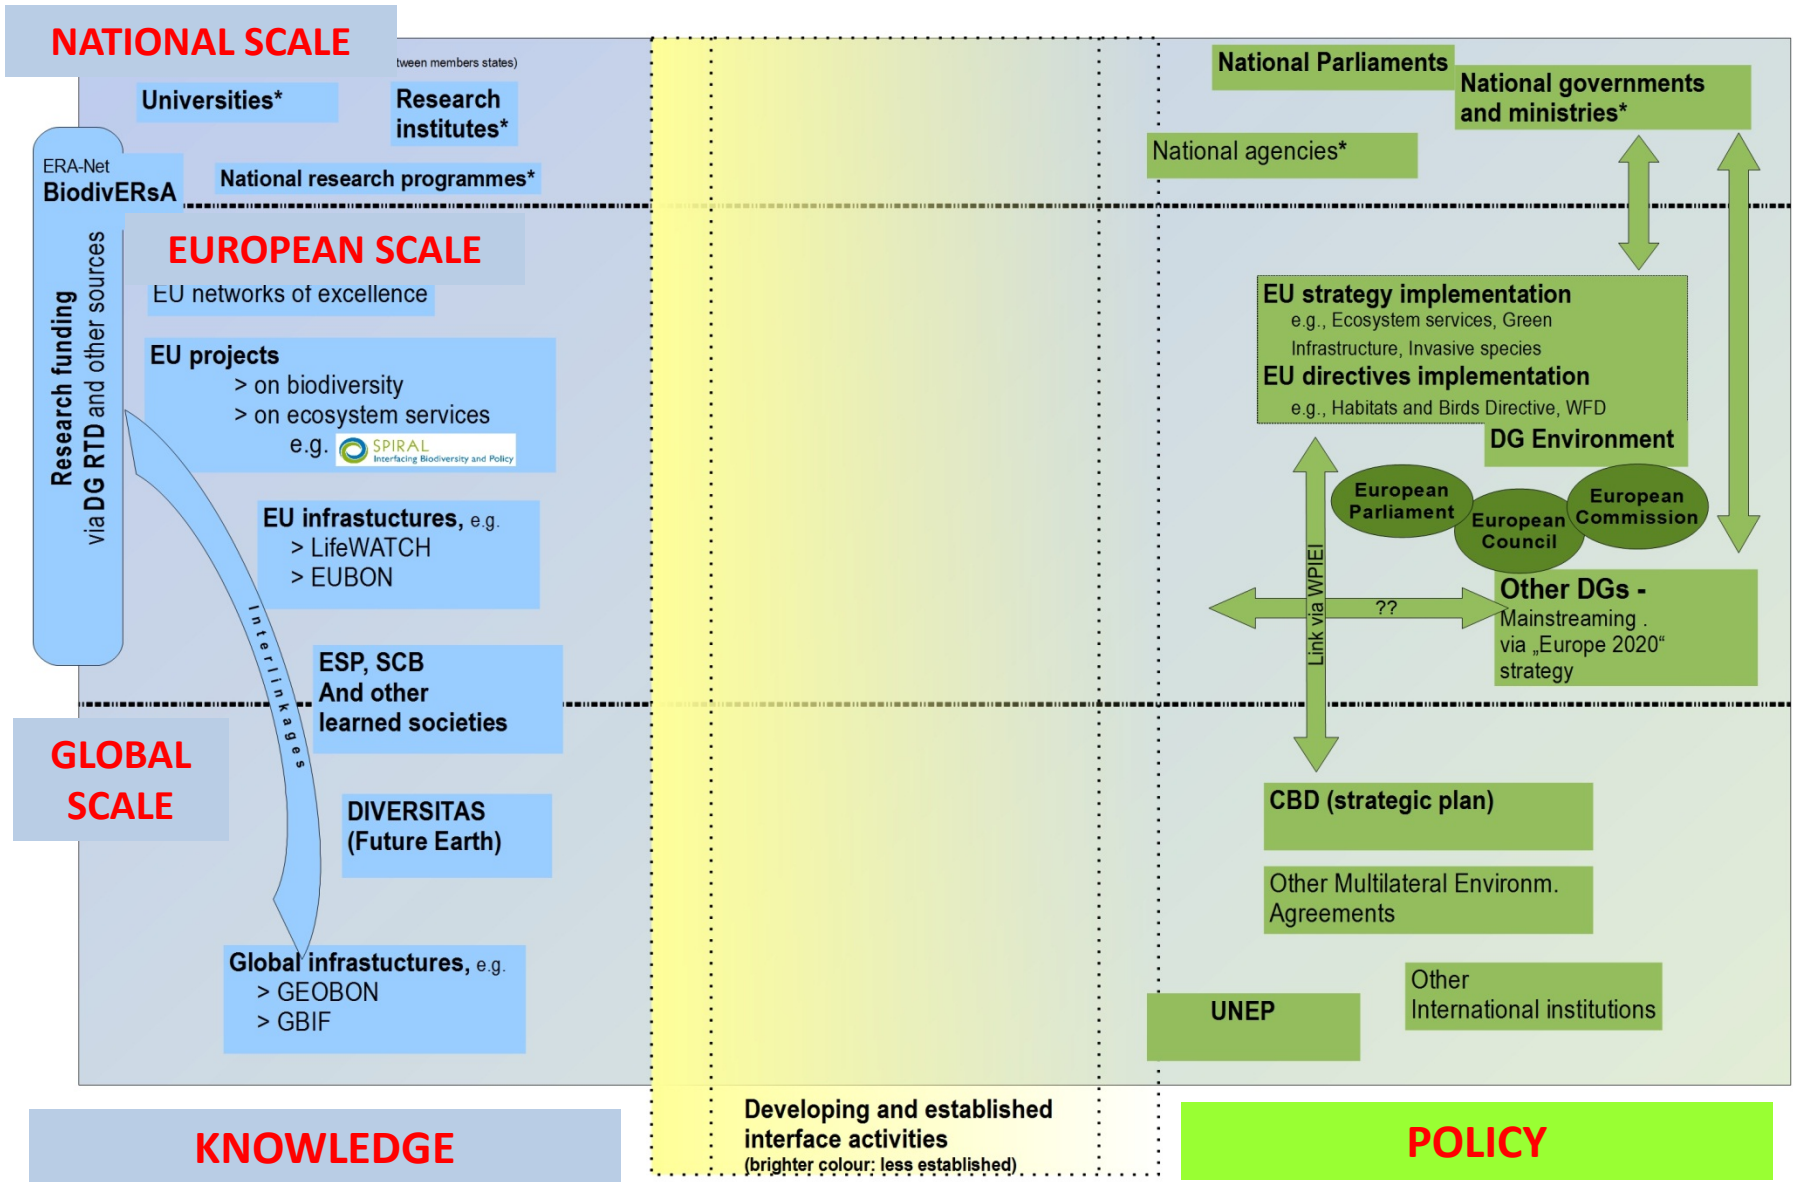 NATIONAL SCALE
tween members states)
Universities*
Research
institutes*
National research programmes*
ERA-Net
BiodivERsA
Research funding
via DG RTD and other sources
EUROPEAN SCALE
EU networks of excellence
EU projects
> on biodiversity
> on ecosystem services
e.g. SPIRAL
Interfacing Biodiversity and Policy
EU infrastuctures, e.g.
> LifeWATCH
> EUBON
Interlinkages
ESP, SCB
And other
learned societies
GLOBAL
SCALE
DIVERSITAS
(Future Earth)
Global infrastuctures, e.g.
> GEOBON
> GBIF
KNOWLEDGE
Developing and established
interface activities
(brighter colour: less established)
National Parliaments
National governments
and ministries*
National agencies*
EU strategy implementation
e.g., Ecosystem services, Green
Infrastructure, Invasive species
EU directives implementation
e.g., Habitats and Birds Directive, WFD
DG Environment
European
Parliament
European
Council
European
Commission
Link via WPIEI
??
Other DGs -
Mainstreaming .
via „Europe 2020“
strategy
CBD (strategic plan)
Other Multilateral Environm.
Agreements
Other
International institutions
UNEP
POLICY